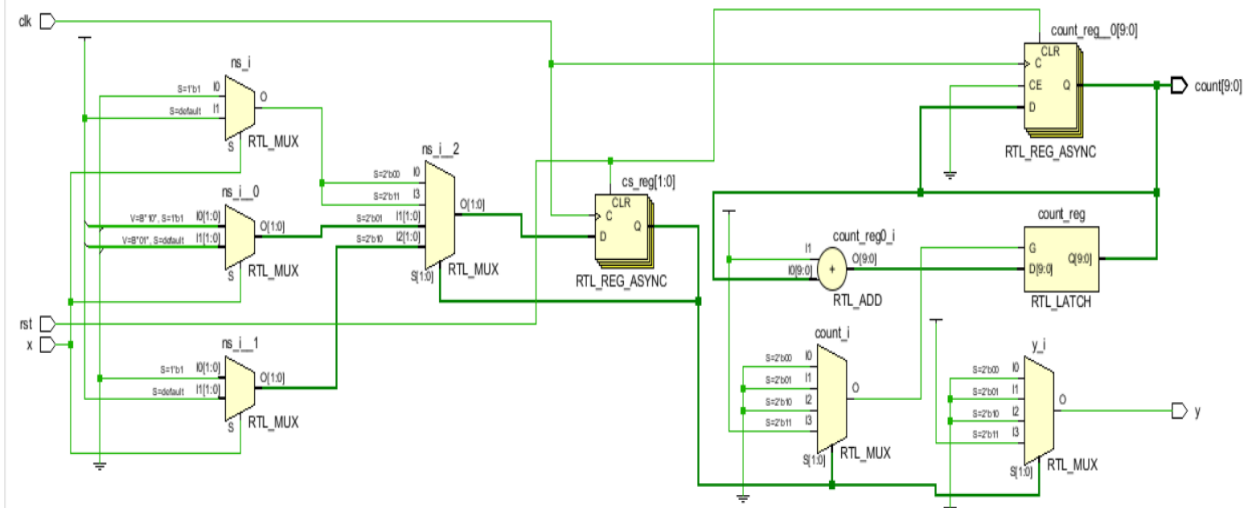 clk
ns_i
S=1'b1 I0
O
S=default I1
S
RTL_MUX
ns_i__0
V=B"10", S=1'b1 I0[1:0]
O[1:0]
V=B"01", S=default I1[1:0]
S
RTL_MUX
rst
x
ns_i__1
S=1'b1 I0[1:0]
O[1:0]
S=default I1[1:0]
S
RTL_MUX
ns_i__2
S=2'b00 I0
S=2'b11 I3
O[1:0]
S=2'b01 I1[1:0]
S=2'b10 I2[1:0]
S[1:0]
RTL_MUX
cs_reg[1:0]
CLR
C
Q
D
RTL_REG_ASYNC
count_reg__0[9:0]
CLR
C
CE
Q
D
RTL_REG_ASYNC
count[9:0]
count_reg0_i
I1
O[9:0]
I0[9:0]
+
RTL_ADD
count_reg
G
D[9:0]
Q[9:0]
RTL_LATCH
count_i
S=2'b00 I0
S=2'b01 I1
O
S=2'b10 I2
S=2'b11 I3
S[1:0]
RTL_MUX
y_i
S=2'b00 I0
S=2'b01 I1
O
S=2'b10 I2
S=2'b11 I3
S[1:0]
RTL_MUX
y